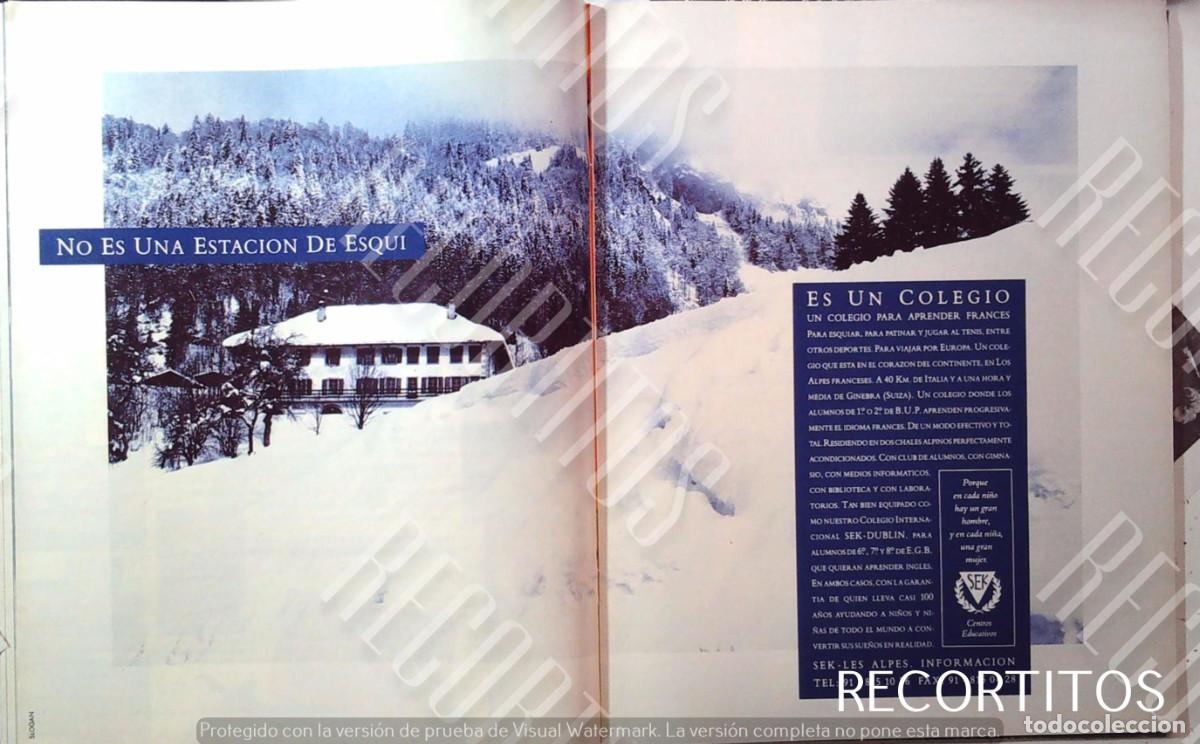 NO ES UNA ESTACION DE ESQUI
ES UN COLEGIO
UN COLEGIO PARA APRENDER FRANCES
PARA ESQUIAR, PARA PATINAR Y JUGAR AL TENIS, ENTRE
OTROS DEPORTES. PARA VIAJAR POR EUROPA. UN COLE-
GIO QUE ESTA EN EL CORAZON DEL CONTINENTE, EN LOS
ALPES FRANCESES. A 40 KM. DE ITALIA Y A UNA HORA Y
MEDIA DE GINEBRA (SUIZA). UN COLEGIO DONDE LOS
ALUMNOS DE 1º O 2º DE B.U.P. APRENDEN PROGRESIVA-
MENTE EL IDIOMA FRANCES. DE UN MODO EFECTIVO Y TO-
TAL. RESIDIENDO EN DOS CHALES ALPINOS PERFECTAMENTE
ACONDICIONADOS. CON CLUB DE ALUMNOS, CON GIMNA-
SIO, CON MEDIOS INFORMATICOS,
CON BIBLIOTECA Y CON LABORA-
TORIOS. TAN BIEN EQUIPADO CO-
MO NUESTRO COLEGIO INTERNA-
CIONAL SEK-DUBLIN, PARA
ALUMNOS DE 6º, 7º Y 8º DE E.G.B.
QUE QUIERAN APRENDER INGLES.
EN AMBOS CASOS, CON LA GARAN-
TIA DE QUIEN LLEVA CASI 100
AÑOS AYUDANDO A NIÑOS Y NI-
ÑAS DE TODO EL MUNDO A CON-
VERTIR SUS SUEÑOS EN REALIDAD.
Porque
en cada niño
hay un gran
hombre,
y en cada niña,
una gran
mujer.
SEK
Centros
Educativos
SEK-LES ALPES. INFORMACION
TEL: 91 FAX: 91
SLOGAN
RECORTITOS
RECORTITOS
RECORTITOS
todocoleccion
Protegido con la versión de prueba de Visual Watermark. La versión completa no pone esta marca.